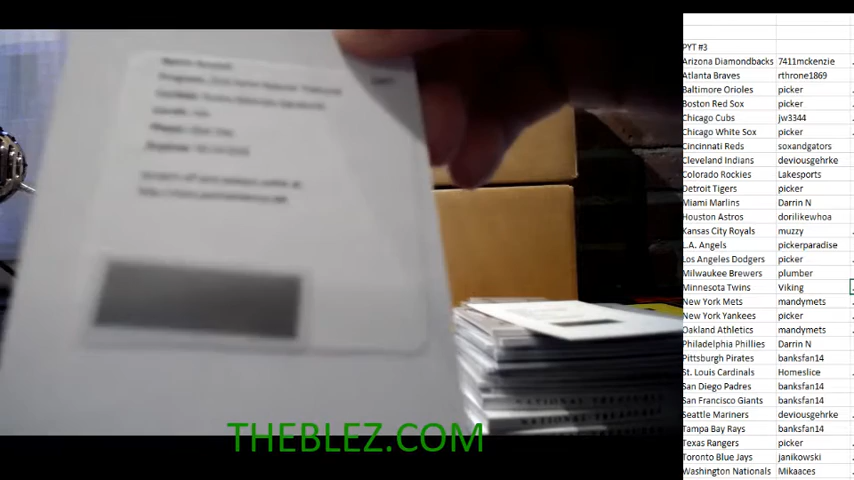 PYT #3
Arizona Diamondbacks 7411mckenzie
Atlanta Braves rthrone1869
Baltimore Orioles picker
Boston Red Sox picker
Chicago Cubs jw3344
Chicago White Sox picker
Cincinnati Reds soxandgators
Cleveland Indians deviousgehrke
Colorado Rockies Lakesports
Detroit Tigers picker
Miami Marlins Darrin N
Houston Astros dorilikewhoa
Kansas City Royals muzzy
L.A. Angels pickerparadise
Los Angeles Dodgers picker
Milwaukee Brewers plumber
Minnesota Twins Viking
New York Mets mandymets
New York Yankees picker
Oakland Athletics mandymets
Philadelphia Phillies Darrin N
Pittsburgh Pirates banksfan14
St. Louis Cardinals Homeslice
San Diego Padres banksfan14
San Francisco Giants banksfan14
Seattle Mariners deviousgehrke
Tampa Bay Rays banksfan14
Texas Rangers picker
Toronto Blue Jays janikowski
Washington Nationals Mikaaces
NATIONAL TREASURES
THEBLEZ.COM